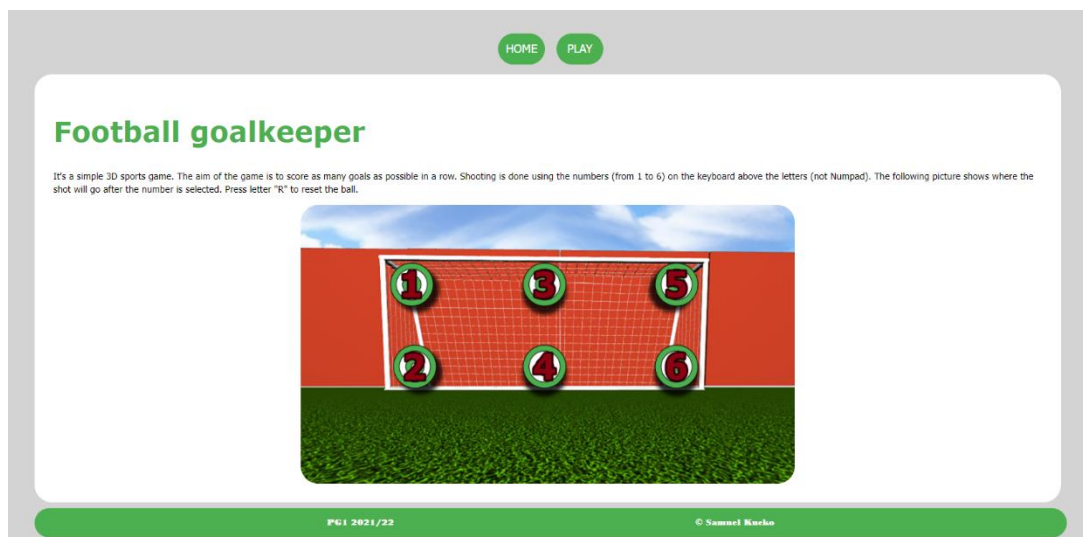 HOME PLAY
Football goalkeeper
It's a simple 3D sports game. The aim of the game is to score as many goals as possible in a row. Shooting is done using the numbers (from 1 to 6) on the keyboard above the letters (not Numpad). The following picture shows where the
shot will go after the number is selected. Press letter "R" to reset the ball.
1 3 5
2 4 6
PG1 2021/22 © Samuel Kucko